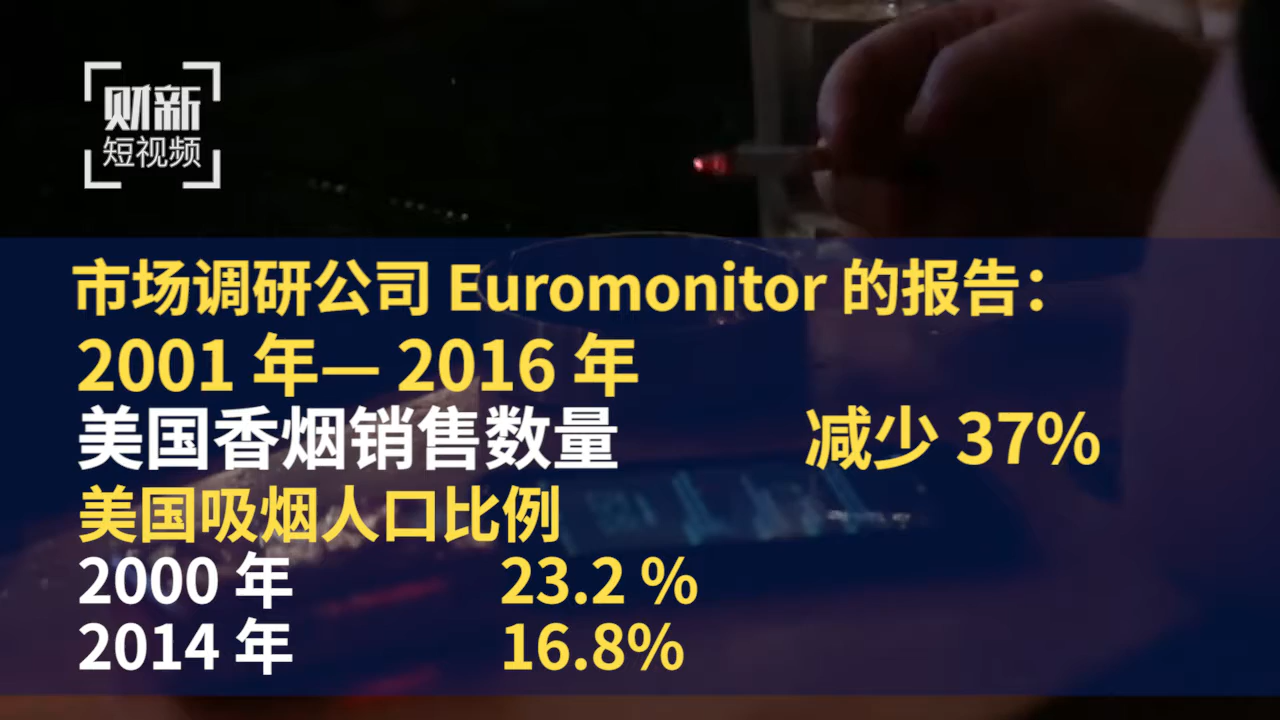 财新
短视频
市场调研公司 Euromonitor 的报告：
2001 年— 2016 年
美国香烟销售数量 减少 37%
美国吸烟人口比例
2000 年 23.2 %
2014 年 16.8%